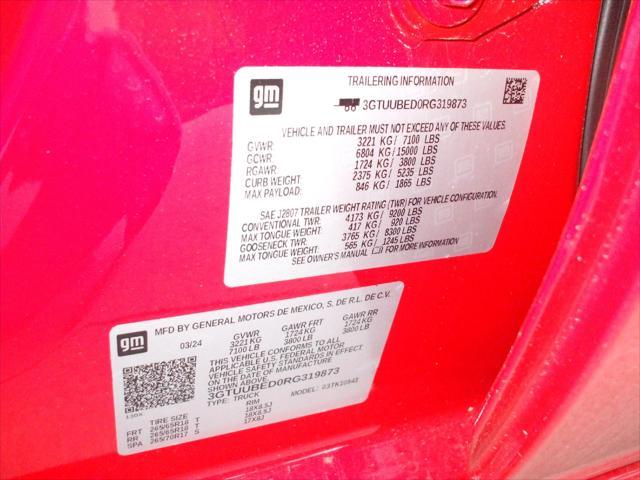 gm
TRAILERING INFORMATION
3GTUUBED0RG319873
VEHICLE AND TRAILER MUST NOT EXCEED ANY OF THESE VALUES.
GVWR: 3221 KG / 7100 LBS
GCWR: 6804 KG / 15000 LBS
RGAWR: 1724 KG / 3800 LBS
CURB WEIGHT: 2375 KG / 5235 LBS
MAX PAYLOAD: 846 KG / 1865 LBS
SAE J2807 TRAILER WEIGHT RATING (TWR) FOR VEHICLE CONFIGURATION.
CONVENTIONAL TWR: 4173 KG / 9200 LBS
MAX TONGUE WEIGHT: 417 KG / 920 LBS
GOOSENECK TWR: 3765 KG / 8300 LBS
MAX TONGUE WEIGHT: 565 KG / 1245 LBS
SEE OWNER'S MANUAL FOR MORE INFORMATION
gm
MFD BY GENERAL MOTORS DE MEXICO, S. DE R.L. DE C.V.
03/24 GVWR GAWR FRT GAWR RR
3221 KG 1724 KG 1724 KG
7100 LB 3800 LB 3800 LB
THIS VEHICLE CONFORMS TO ALL
APPLICABLE U.S. FEDERAL MOTOR
VEHICLE SAFETY STANDARDS IN EFFECT
ON THE DATE OF MANUFACTURE
SHOWN ABOVE.
3GTUUBED0RG319873
TYPE: TRUCK MODEL:
TIRE SIZE RIM
FRT 265/65R18 T 18X8.5J
RR 265/65R18 T 18X8.5J
SPA 265/70R17 S 17X8J